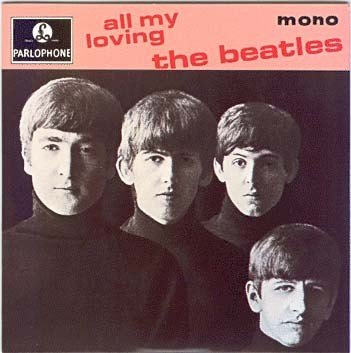 PARLOPHONE
all my
loving
the beatles
mono